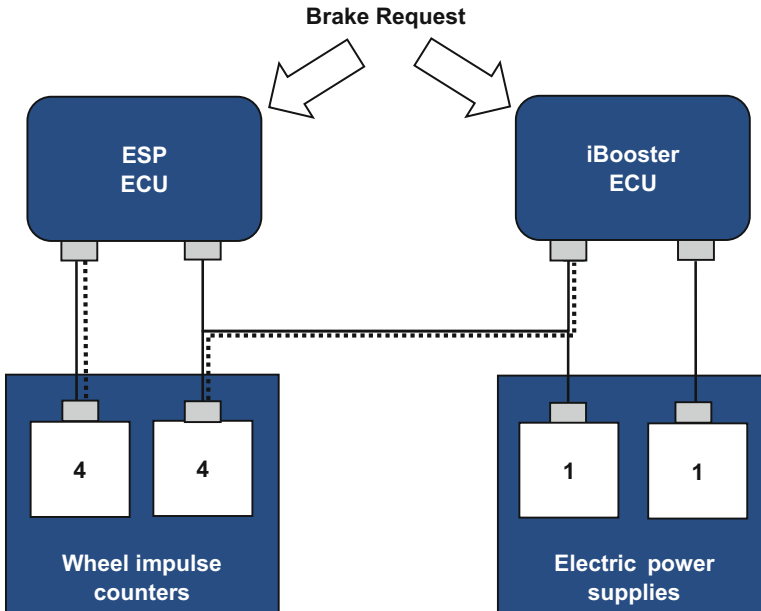 Brake Request
ESP
ECU
iBooster
ECU
4
4
1
1
Wheel impulse
counters
Electric power
supplies